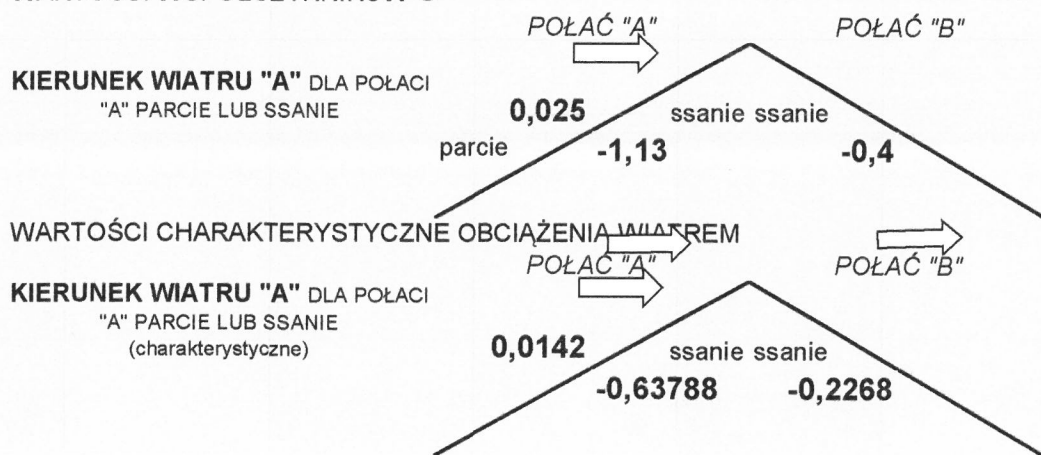 POŁAĆ "A" POŁAĆ "B"
KIERUNEK WIATRU "A" DLA POŁACI
"A" PARCIE LUB SSANIE
0,025 ssanie ssanie
parcie -1,13 -0,4
WARTOŚCI CHARAKTERYSTYCZNE OBCIĄŻENIA WIATREM
POŁAĆ "A" POŁAĆ "B"
KIERUNEK WIATRU "A" DLA POŁACI
"A" PARCIE LUB SSANIE
(charakterystyczne)
0,0142 ssanie ssanie
-0,63788 -0,2268